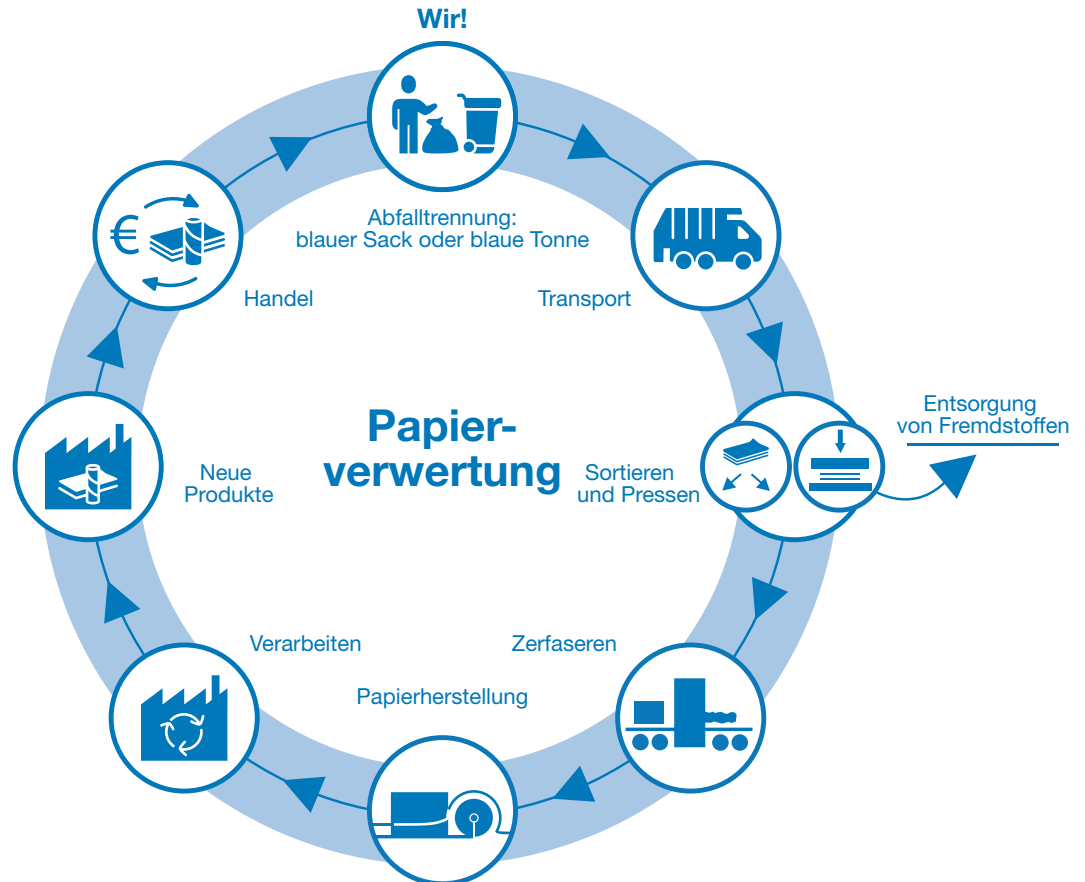 Wir!
Abfalltrennung:
blauer Sack oder blaue Tonne
Transport
Sortieren
und Pressen
Entsorgung
von Fremdstoffen
Zerfaseren
Papierherstellung
Verarbeiten
Neue
Produkte
Handel
€
Papier-
verwertung